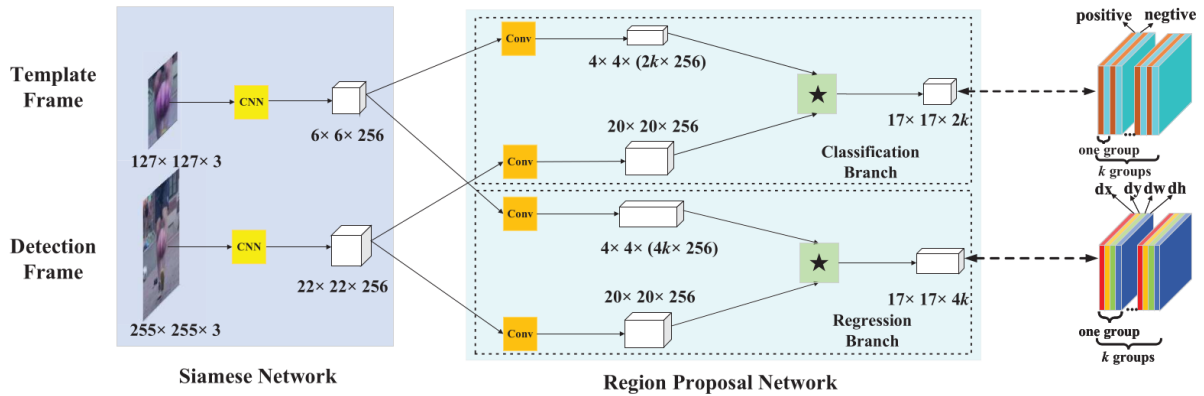 Template
Frame
127× 127× 3
CNN
6× 6× 256
Detection
Frame
255× 255× 3
CNN
22× 22× 256
Siamese Network
Conv
4× 4× (2k× 256)
Conv
20× 20× 256
★
17× 17× 2k
Classification
Branch
Conv
4× 4× (4k× 256)
Conv
20× 20× 256
★
17× 17× 4k
Regression
Branch
Region Proposal Network
positive negtive
...
one group
k groups
dx dy dw dh
...
one group
k groups